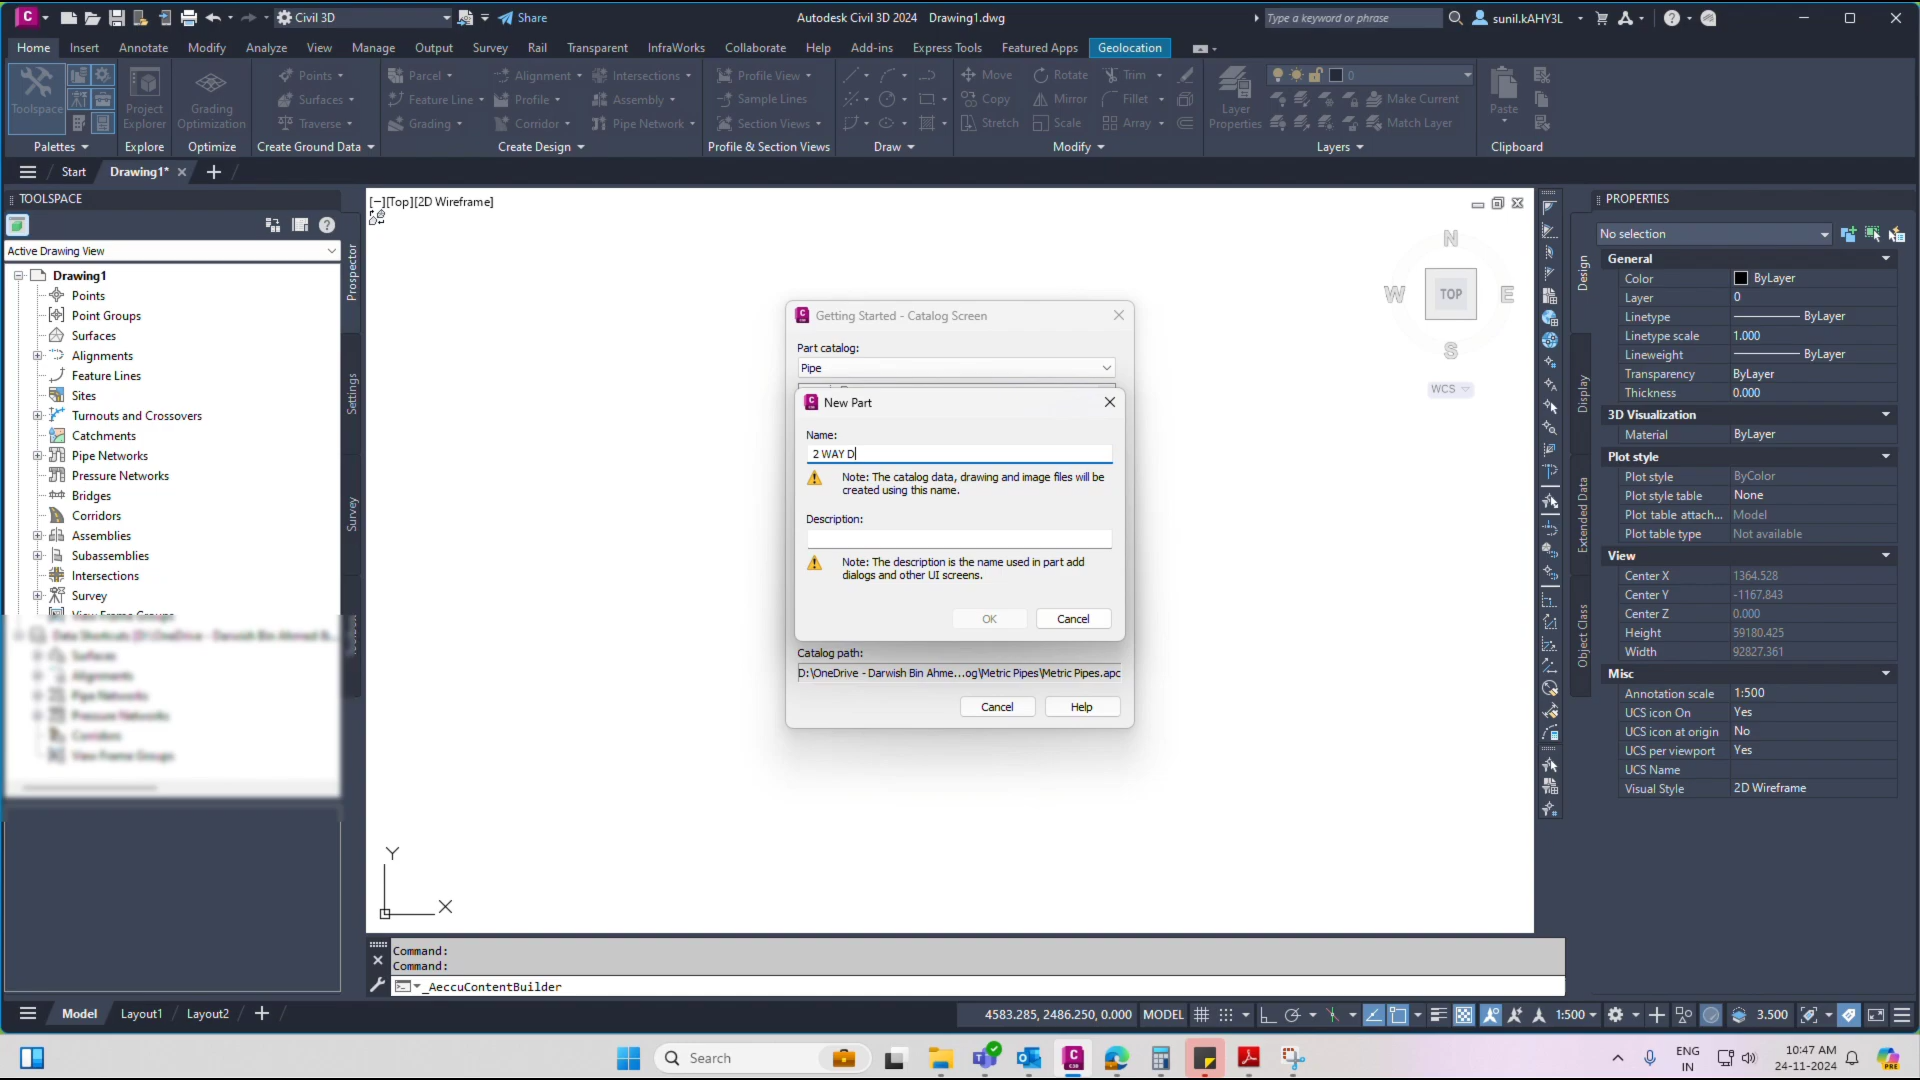 Civil 3D
Share
Autodesk Civil 3D 2024 Drawing1.dwg
Type a keyword or phrase
sunil.kAHY3L
Home Insert Annotate Modify Analyze View Manage Output Survey Rail Transparent InfraWorks Collaborate Help Add-ins Express Tools Featured Apps Geolocation
Toolspace
Project Explorer
Grading Optimization
Points
Surfaces
Traverse
Parcel
Feature Line
Grading
Alignment
Profile
Corridor
Intersections
Assembly
Pipe Network
Profile View
Sample Lines
Section Views
Move
Copy
Stretch
Rotate
Mirror
Scale
Trim
Fillet
Array
Layer Properties
0
Make Current
Match Layer
Paste
Palettes Explore Optimize Create Ground Data Create Design Profile & Section Views Draw Modify Layers Clipboard
Start
Drawing1*
TOOLSPACE
Active Drawing View
Drawing1
Points
Point Groups
Surfaces
Alignments
Feature Lines
Sites
Turnouts and Crossovers
Catchments
Pipe Networks
Pressure Networks
Bridges
Corridors
Assemblies
Subassemblies
Intersections
Survey
View Frame Groups
Prospector
Settings
Survey
[−][Top][2D Wireframe]
N
W TOP E
S
WCS
Getting Started - Catalog Screen
Part catalog:
Pipe
New Part
Name:
2 WAY D
Note: The catalog data, drawing and image files will be
created using this name.
Description:
Note: The description is the name used in part add
dialogs and other UI screens.
OK Cancel
Catalog path:
D:\OneDrive - Darwish Bin Ahme...og\Metric Pipes\Metric Pipes.apc
Cancel Help
Y
X
PROPERTIES
No selection
Design
Display
Extended Data
Object Class
General
Color ByLayer
Layer 0
Linetype ByLayer
Linetype scale 1.000
Lineweight ByLayer
Transparency ByLayer
Thickness 0.000
3D Visualization
Material ByLayer
Plot style
Plot style ByColor
Plot style table None
Plot table attach... Model
Plot table type Not available
View
Center X 1364.528
Center Y -1167.843
Center Z 0.000
Height 59180.425
Width 92827.361
Misc
Annotation scale 1:500
UCS icon On Yes
UCS icon at origin No
UCS per viewport Yes
UCS Name
Visual Style 2D Wireframe
Command:
Command:
_AeccuContentBuilder
Model Layout1 Layout2
4583.285, 2486.250, 0.000 MODEL
1:500
3.500
Search
ENG
IN
10:47 AM
24-11-2024